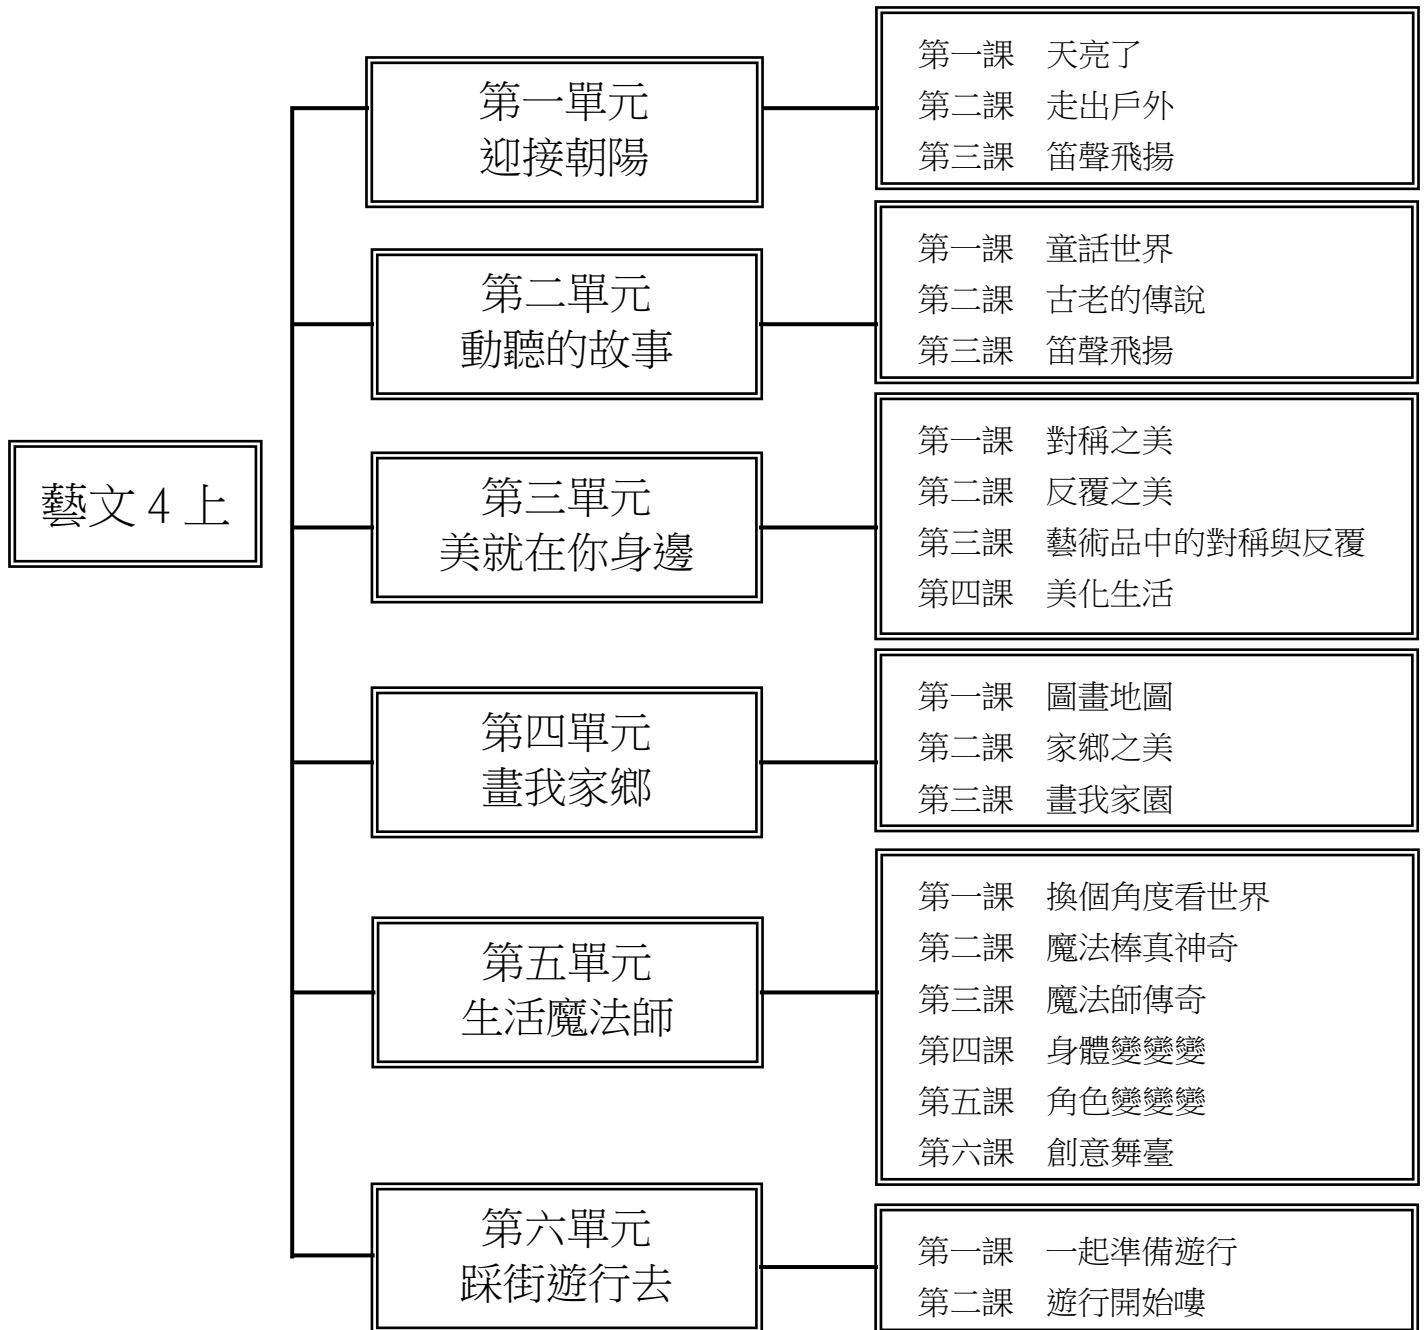 藝文 4 上
第一單元
迎接朝陽
第一課 天亮了
第二課 走出戶外
第三課 笛聲飛揚
第二單元
動聽的故事
第一課 童話世界
第二課 古老的傳說
第三課 笛聲飛揚
第三單元
美就在你身邊
第一課 對稱之美
第二課 反覆之美
第三課 藝術品中的對稱與反覆
第四課 美化生活
第四單元
畫我家鄉
第一課 圖畫地圖
第二課 家鄉之美
第三課 畫我家園
第五單元
生活魔法師
第一課 換個角度看世界
第二課 魔法棒真神奇
第三課 魔法師傳奇
第四課 身體變變變
第五課 角色變變變
第六課 創意舞臺
第六單元
踩街遊行去
第一課 一起準備遊行
第二課 遊行開始嘍